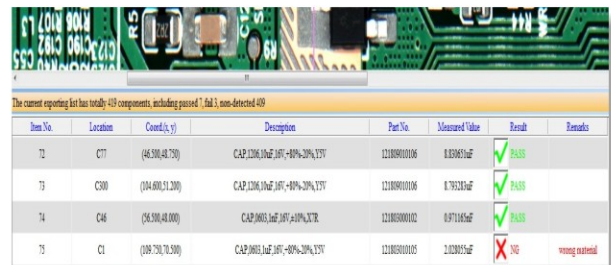 R5
R11
The current exporting list has totally 419 components, including passed 7, fail 3, non-detected 409
Item No. Location Coord.(x, y) Description Part No. Measured Value Result Remarks
72 C77 (46.500,48.750) CAP,1206,10uF,16V,+80%-20%,Y5V 121809010106 8.830651uF PASS
73 C300 (104.600,51.200) CAP,1206,10uF,16V,+80%-20%,Y5V 121809010106 8.793283uF PASS
74 C46 (56.500,48.000) CAP,0603,1nF,16V,±10%,X7R 121803000102 0.971165nF PASS
75 C1 (109.750,70.500) CAP,0603,1uF,16V,+80%-20%,Y5V 121803010105 2.028055uF NG wrong material